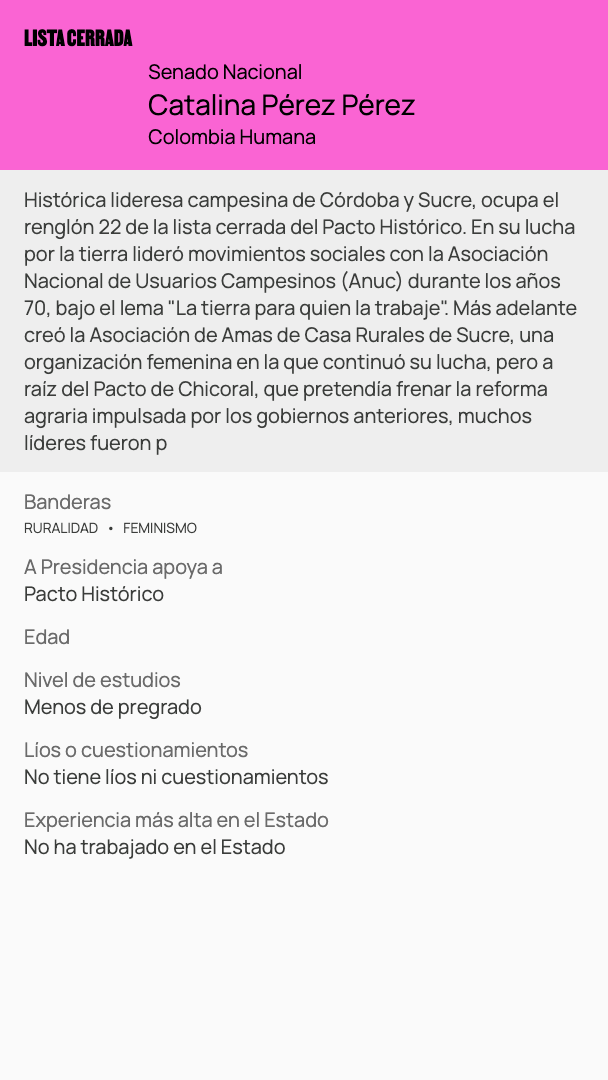 LISTA CERRADA
Senado Nacional
Catalina Pérez Pérez
Colombia Humana
Histórica lideresa campesina de Córdoba y Sucre, ocupa el
renglón 22 de la lista cerrada del Pacto Histórico. En su lucha
por la tierra lideró movimientos sociales con la Asociación
Nacional de Usuarios Campesinos (Anuc) durante los años
70, bajo el lema "La tierra para quien la trabaje". Más adelante
creó la Asociación de Amas de Casa Rurales de Sucre, una
organización femenina en la que continuó su lucha, pero a
raíz del Pacto de Chicoral, que pretendía frenar la reforma
agraria impulsada por los gobiernos anteriores, muchos
líderes fueron p
Banderas
RURALIDAD • FEMINISMO
A Presidencia apoya a
Pacto Histórico
Edad
Nivel de estudios
Menos de pregrado
Líos o cuestionamientos
No tiene líos ni cuestionamientos
Experiencia más alta en el Estado
No ha trabajado en el Estado